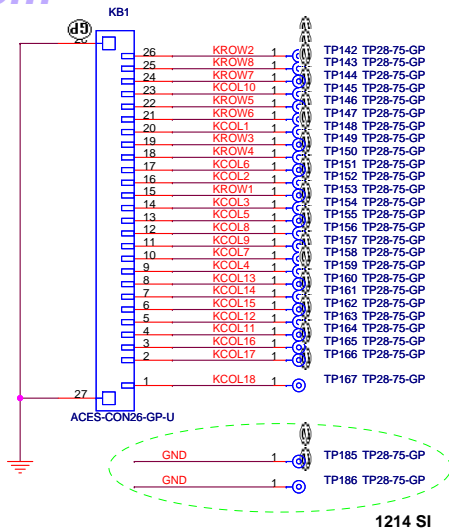 KB1
GP
26 KROW2 1 TP142 TP28-75-GP
25 KROW8 1 TP143 TP28-75-GP
24 KROW7 1 TP144 TP28-75-GP
23 KCOL10 1 TP145 TP28-75-GP
22 KROW5 1 TP146 TP28-75-GP
21 KROW6 1 TP147 TP28-75-GP
20 KCOL1 1 TP148 TP28-75-GP
19 KROW3 1 TP149 TP28-75-GP
18 KROW4 1 TP150 TP28-75-GP
17 KCOL6 1 TP151 TP28-75-GP
16 KCOL2 1 TP152 TP28-75-GP
15 KROW1 1 TP153 TP28-75-GP
14 KCOL3 1 TP154 TP28-75-GP
13 KCOL5 1 TP155 TP28-75-GP
12 KCOL8 1 TP156 TP28-75-GP
11 KCOL9 1 TP157 TP28-75-GP
10 KCOL7 1 TP158 TP28-75-GP
9 KCOL4 1 TP159 TP28-75-GP
8 KCOL13 1 TP160 TP28-75-GP
7 KCOL14 1 TP161 TP28-75-GP
6 KCOL15 1 TP162 TP28-75-GP
5 KCOL12 1 TP163 TP28-75-GP
4 KCOL11 1 TP164 TP28-75-GP
3 KCOL16 1 TP165 TP28-75-GP
2 KCOL17 1 TP166 TP28-75-GP
27 1 KCOL18 1 TP167 TP28-75-GP
ACES-CON26-GP-U
GND 1 TP185 TP28-75-GP
GND 1 TP186 TP28-75-GP
1214 SI